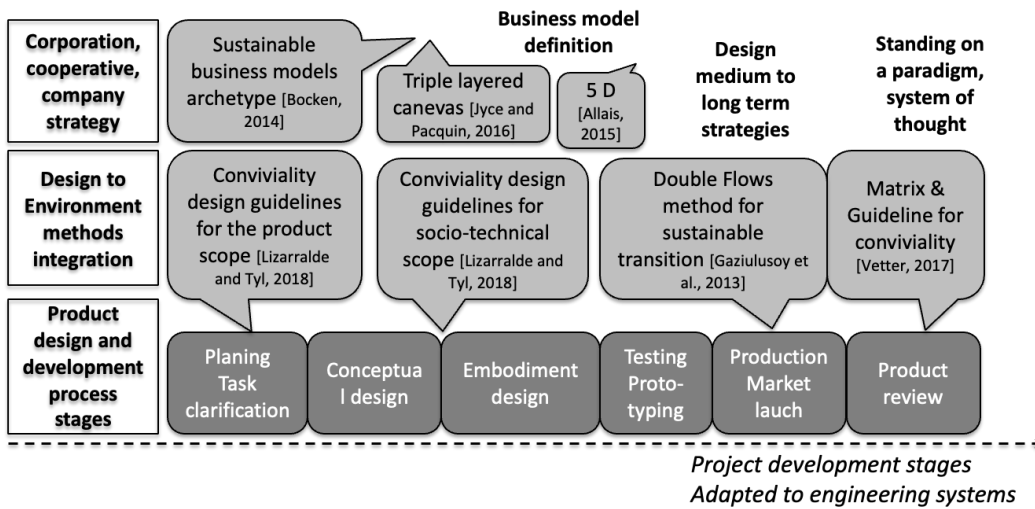 Corporation,
cooperative,
company
strategy
Sustainable
business models
archetype [Bocken,
2014]
Triple layered
canevas [Jyce and
Pacquin, 2016]
Business model
definition
5 D
[Allais,
2015]
Design
medium to
long term
strategies
Standing on
a paradigm,
system of
thought
Design to
Environment
methods
integration
Conviviality
design guidelines
for the product
scope [Lizarralde
and Tyl, 2018]
Conviviality design
guidelines for
socio-technical
scope [Lizarralde and
Tyl, 2018]
Double Flows
method for
sustainable
transition [Gaziulusoy et
al., 2013]
Matrix &
Guideline for
conviviality
[Vetter, 2017]
Product
design and
development
process
stages
Planing
Task
clarification
Conceptua
l design
Embodiment
design
Testing
Proto-
typing
Production
Market
lauch
Product
review
Project development stages
Adapted to engineering systems